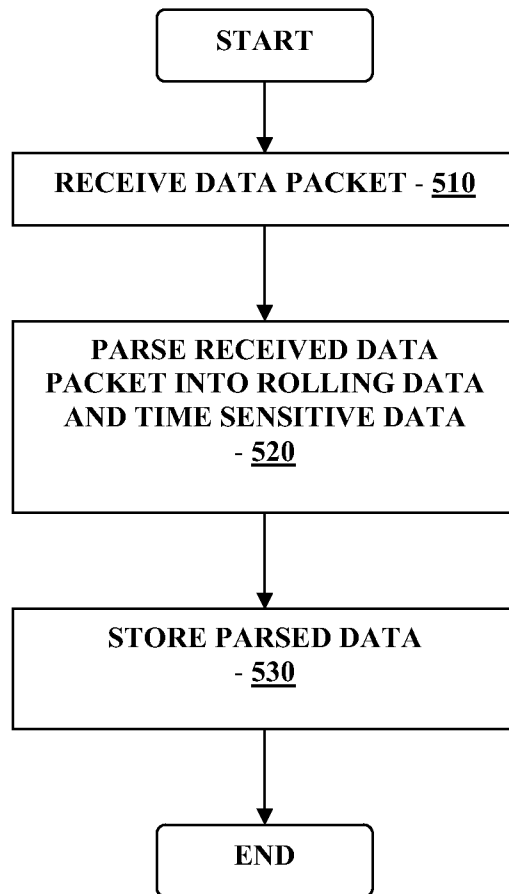 START
RECEIVE DATA PACKET - 510
PARSE RECEIVED DATA
PACKET INTO ROLLING DATA
AND TIME SENSITIVE DATA
- 520
STORE PARSED DATA
- 530
END